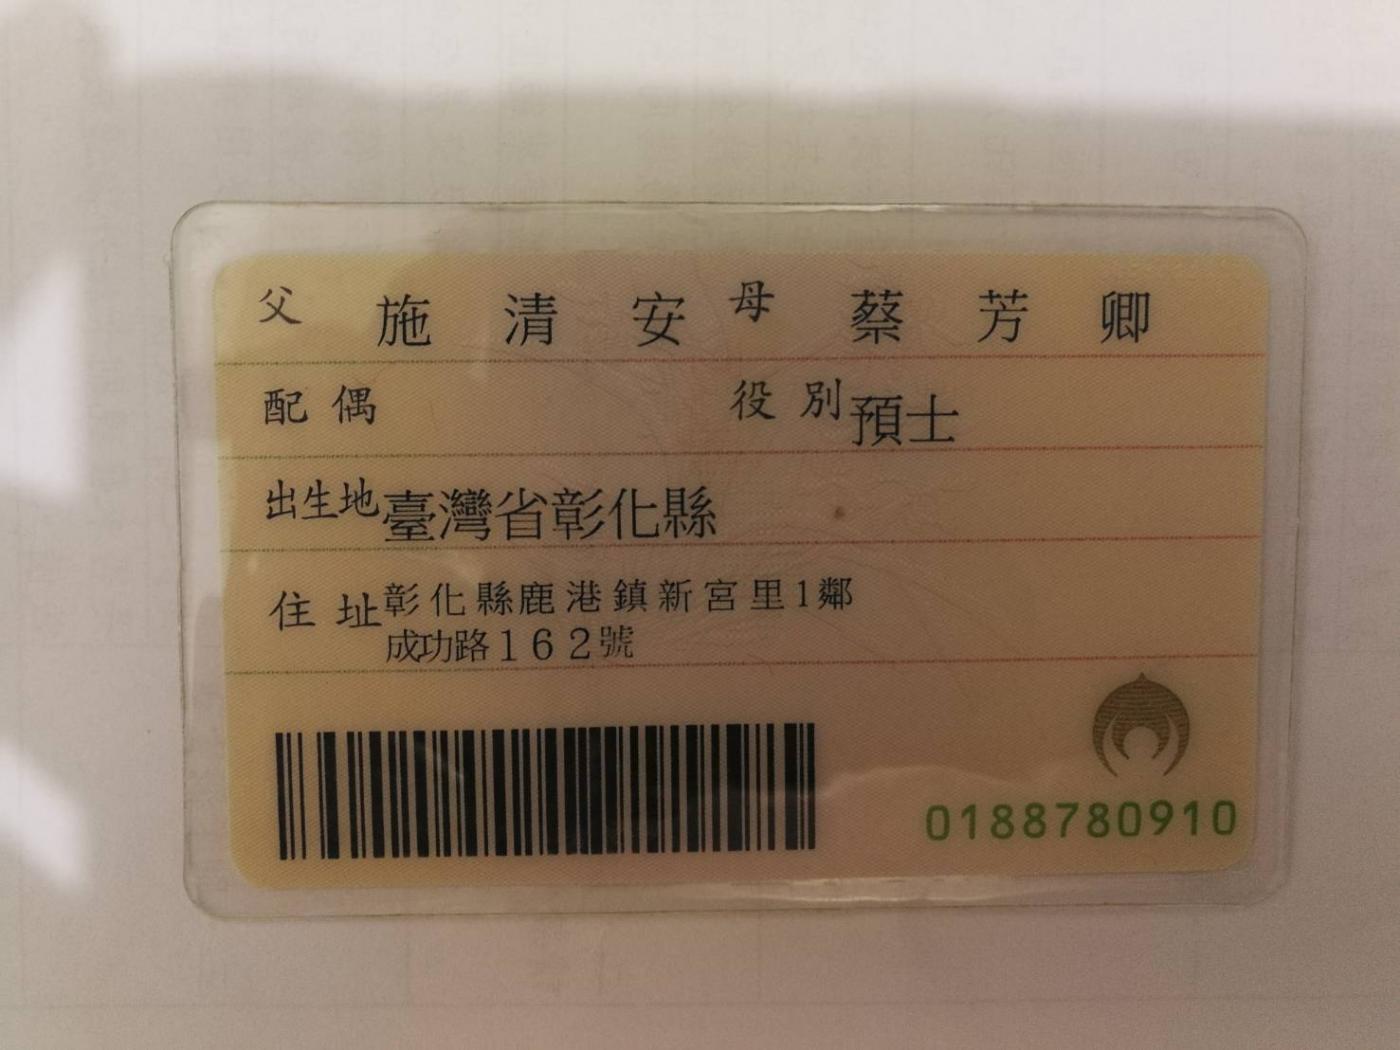 父 施清安 母 蔡芳卿
配偶 役別 預士
出生地 臺灣省彰化縣
住址 彰化縣鹿港鎮新宮里1鄰
成功路162號
0188780910